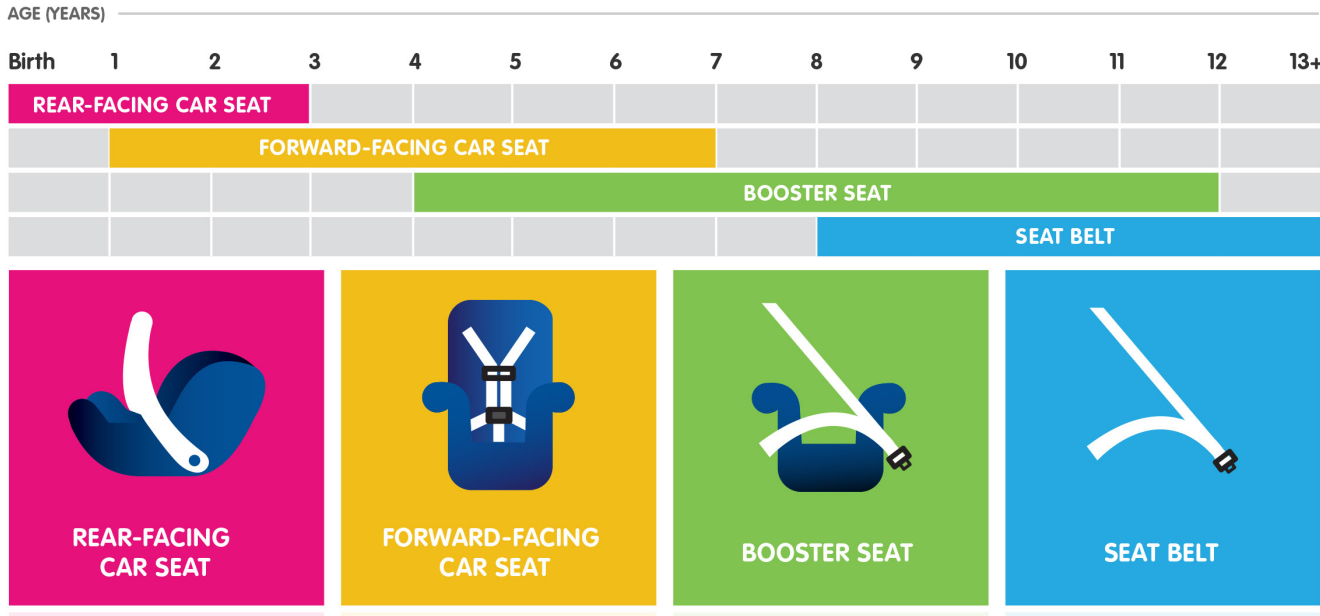 AGE (YEARS)
Birth 1 2 3 4 5 6 7 8 9 10 11 12 13+
REAR-FACING CAR SEAT
FORWARD-FACING CAR SEAT
BOOSTER SEAT
SEAT BELT
REAR-FACING
CAR SEAT
FORWARD-FACING
CAR SEAT
BOOSTER SEAT
SEAT BELT